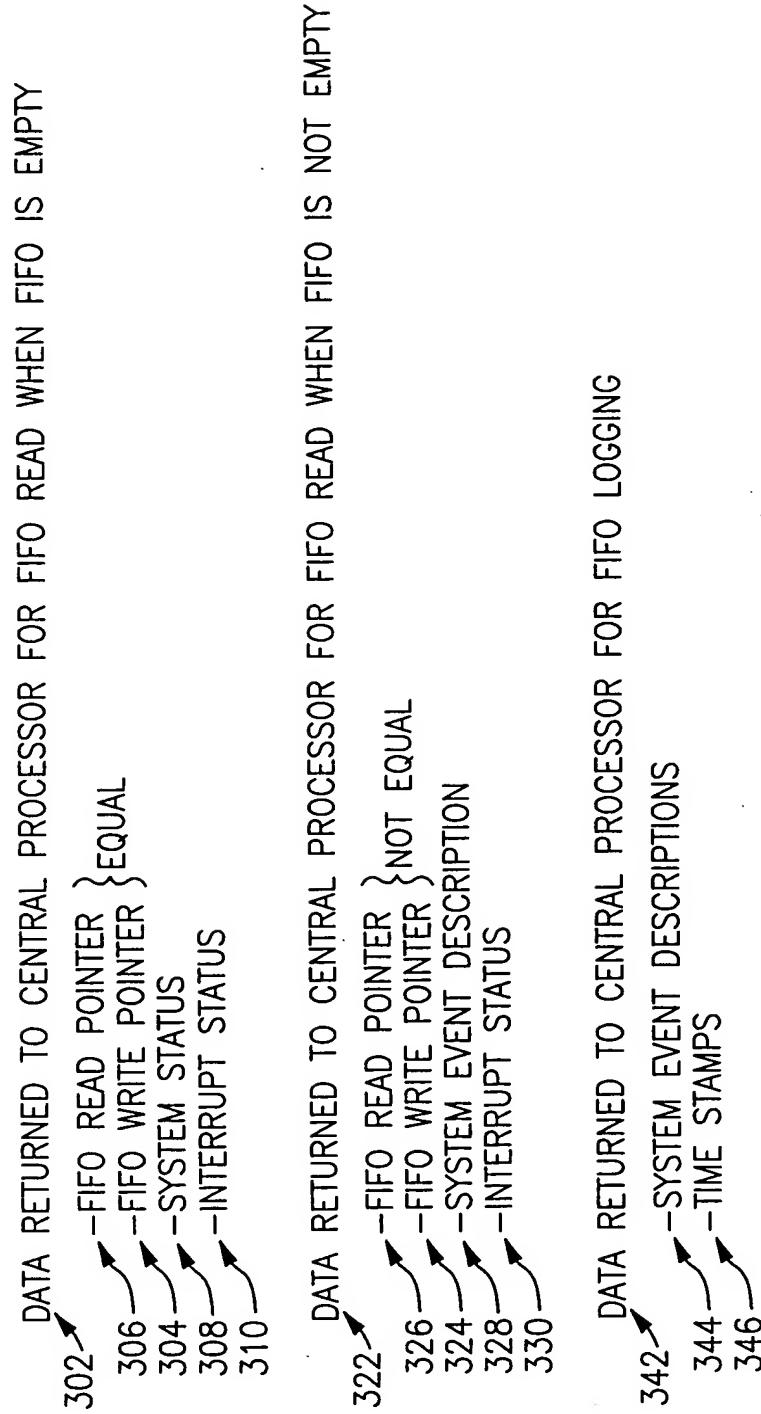 DATA RETURNED TO CENTRAL PROCESSOR FOR FIFO READ WHEN FIFO IS EMPTY
302
306 –FIFO READ POINTER } EQUAL
304 –FIFO WRITE POINTER
308 –SYSTEM STATUS
310 –INTERRUPT STATUS
DATA RETURNED TO CENTRAL PROCESSOR FOR FIFO READ WHEN FIFO IS NOT EMPTY
322
326 –FIFO READ POINTER } NOT EQUAL
324 –FIFO WRITE POINTER
328 –SYSTEM EVENT DESCRIPTION
330 –INTERRUPT STATUS
DATA RETURNED TO CENTRAL PROCESSOR FOR FIFO LOGGING
342
344 –SYSTEM EVENT DESCRIPTIONS
346 –TIME STAMPS